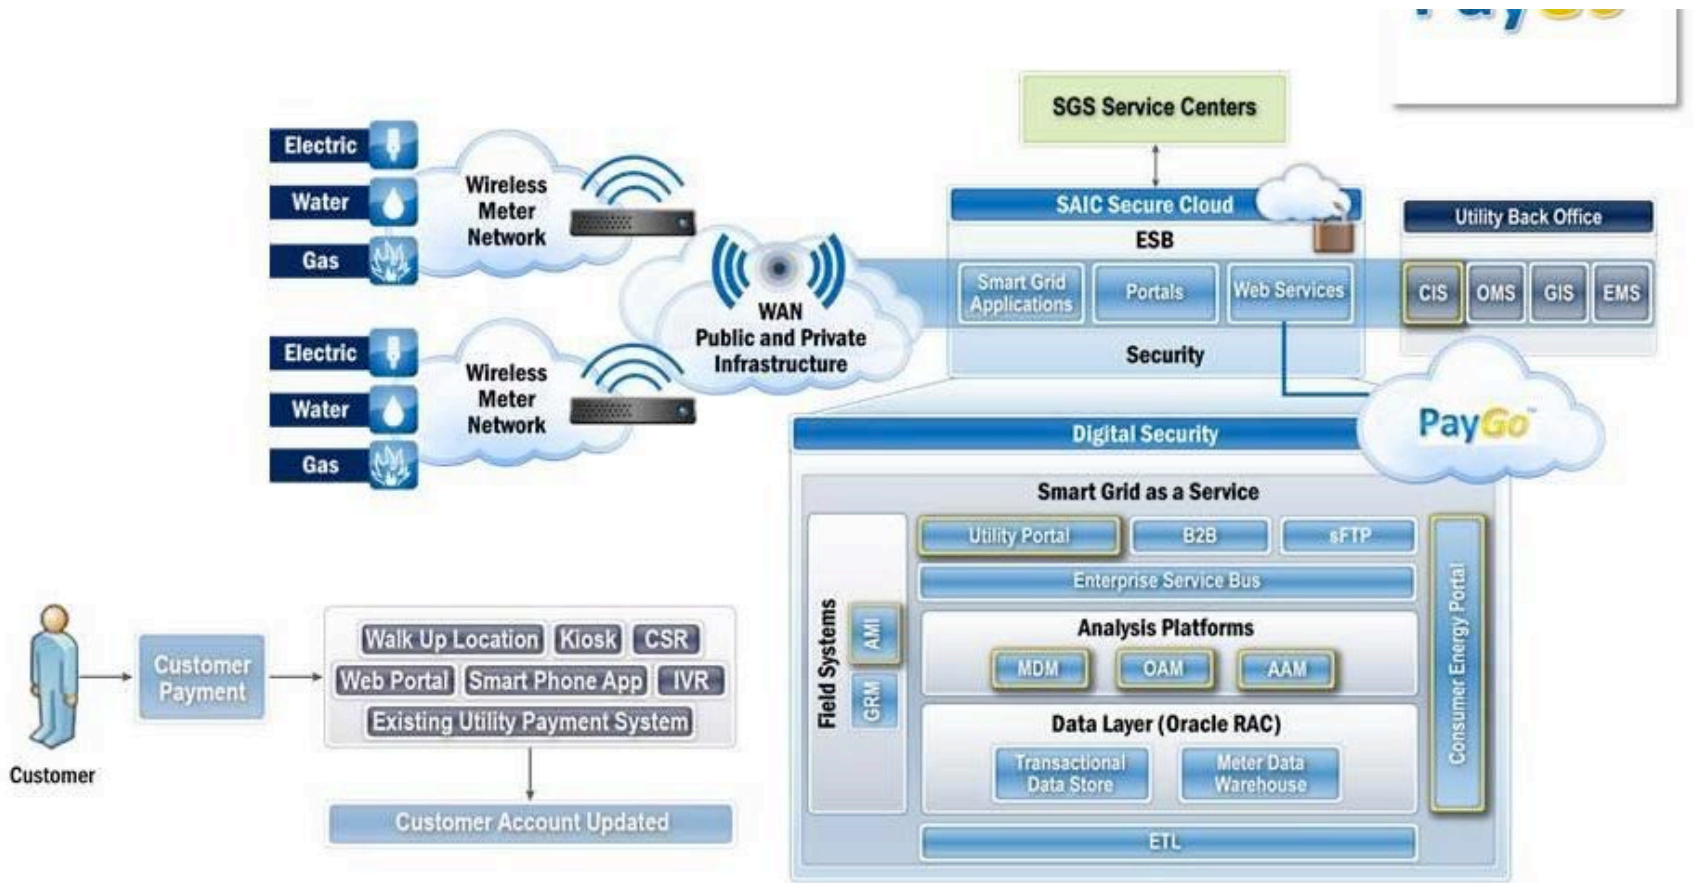 PayGo
SGS Service Centers
Electric
Water
Gas
Wireless
Meter
Network
SAIC Secure Cloud
ESB
Smart Grid
Applications
Portals
Web Services
Security
Utility Back Office
CIS
OMS
GIS
EMS
WAN
Public and Private
Infrastructure
Electric
Water
Gas
Wireless
Meter
Network
PayGo™
Digital Security
Smart Grid as a Service
Utility Portal
B2B
sFTP
Enterprise Service Bus
Field Systems
AMI
GRM
Analysis Platforms
MDM
OAM
AAM
Data Layer (Oracle RAC)
Transactional
Data Store
Meter Data
Warehouse
Consumer Energy Portal
ETL
Customer
Customer
Payment
Walk Up Location
Kiosk
CSR
Web Portal
Smart Phone App
IVR
Existing Utility Payment System
Customer Account Updated